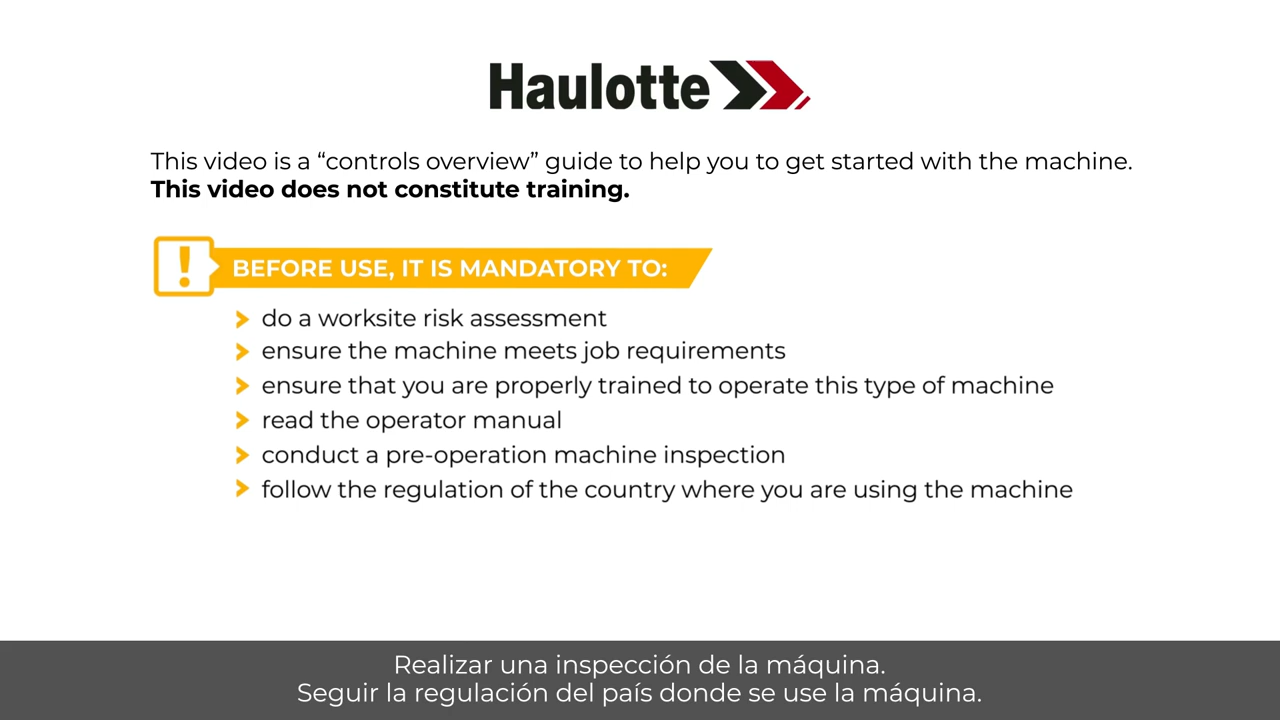 Haulotte
This video is a “controls overview” guide to help you to get started with the machine.
This video does not constitute training.
! BEFORE USE, IT IS MANDATORY TO:
do a worksite risk assessment
ensure the machine meets job requirements
ensure that you are properly trained to operate this type of machine
read the operator manual
conduct a pre-operation machine inspection
follow the regulation of the country where you are using the machine
Realizar una inspección de la máquina.
Seguir la regulación del país donde se use la máquina.